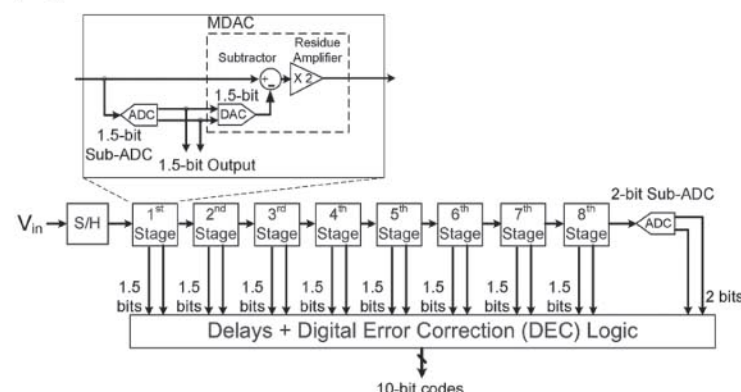 MDAC
Subtractor
Residue
Amplifier
+
-
X 2
1.5-bit
ADC
DAC
1.5-bit
Sub-ADC
1.5-bit Output
2-bit Sub-ADC
Vin
S/H
1st
Stage
2nd
Stage
3rd
Stage
4th
Stage
5th
Stage
6th
Stage
7th
Stage
8th
Stage
ADC
1.5
bits
1.5
bits
1.5
bits
1.5
bits
1.5
bits
1.5
bits
1.5
bits
1.5
bits
2 bits
Delays + Digital Error Correction (DEC) Logic
10-bit codes